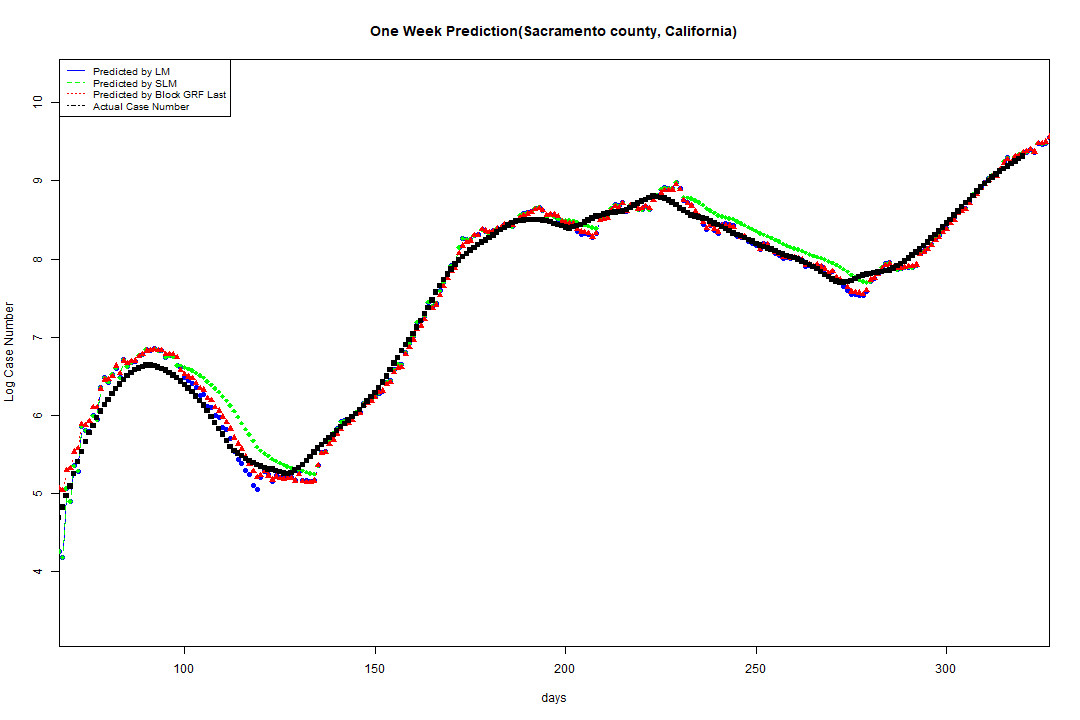 One Week Prediction(Sacramento county, California)
Predicted by LM
Predicted by SLM
Predicted by Block GRF Last
Actual Case Number
10
9
8
7
6
5
4
Log Case Number
100 150 200 250 300
days